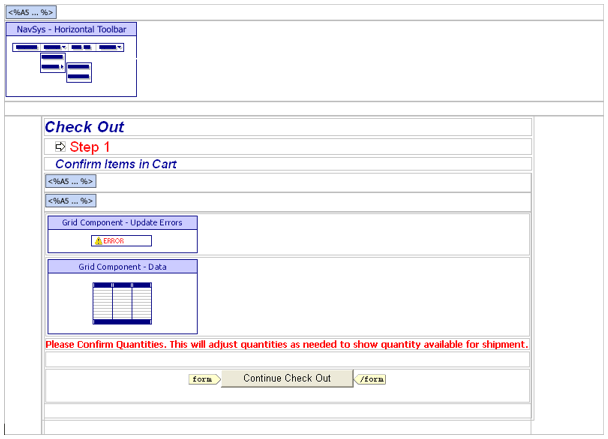 <%A5 ... %>
NavSys - Horizontal Toolbar
Check Out
Step 1
Confirm Items in Cart
<%A5 ... %>
<%A5 ... %>
Grid Component - Update Errors
ERROR
Grid Component - Data
Please Confirm Quantities. This will adjust quantities as needed to show quantity available for shipment.
form Continue Check Out /form